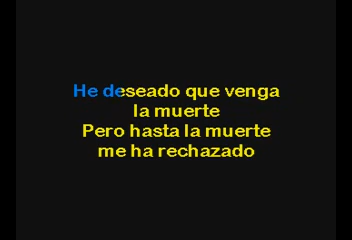 He deseado que venga
la muerte
Pero hasta la muerte
me ha rechazado